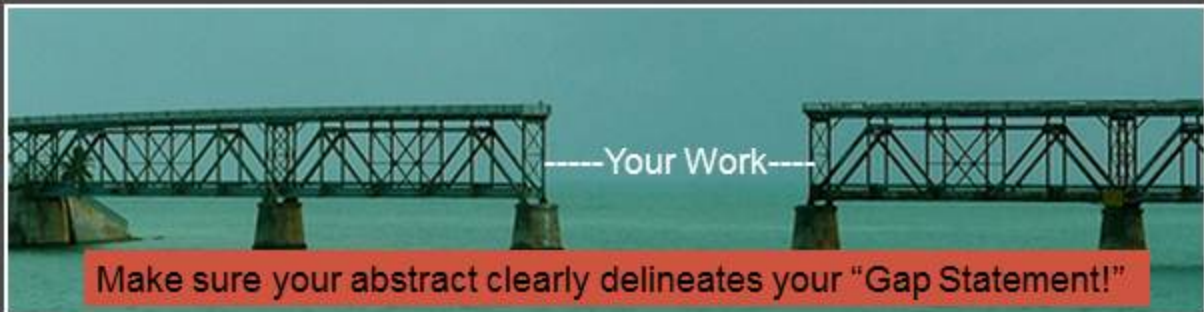 -----Your Work----
Make sure your abstract clearly delineates your “Gap Statement!”